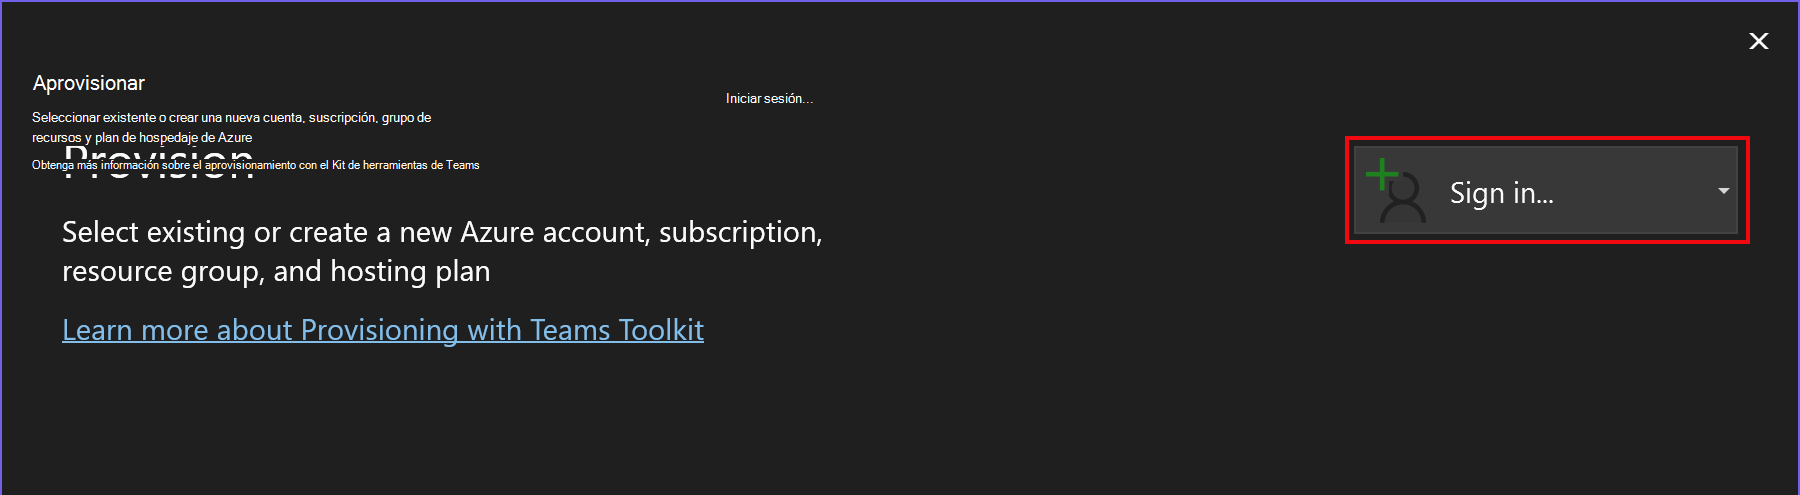 Aprovisionar
Iniciar sesión...
Seleccionar existente o crear una nueva cuenta, suscripción, grupo de
recursos y plan de hospedaje de Azure
Provision
Obtenga más información sobre el aprovisionamiento con el Kit de herramientas de Teams
Sign in...
Select existing or create a new Azure account, subscription,
resource group, and hosting plan
Learn more about Provisioning with Teams Toolkit